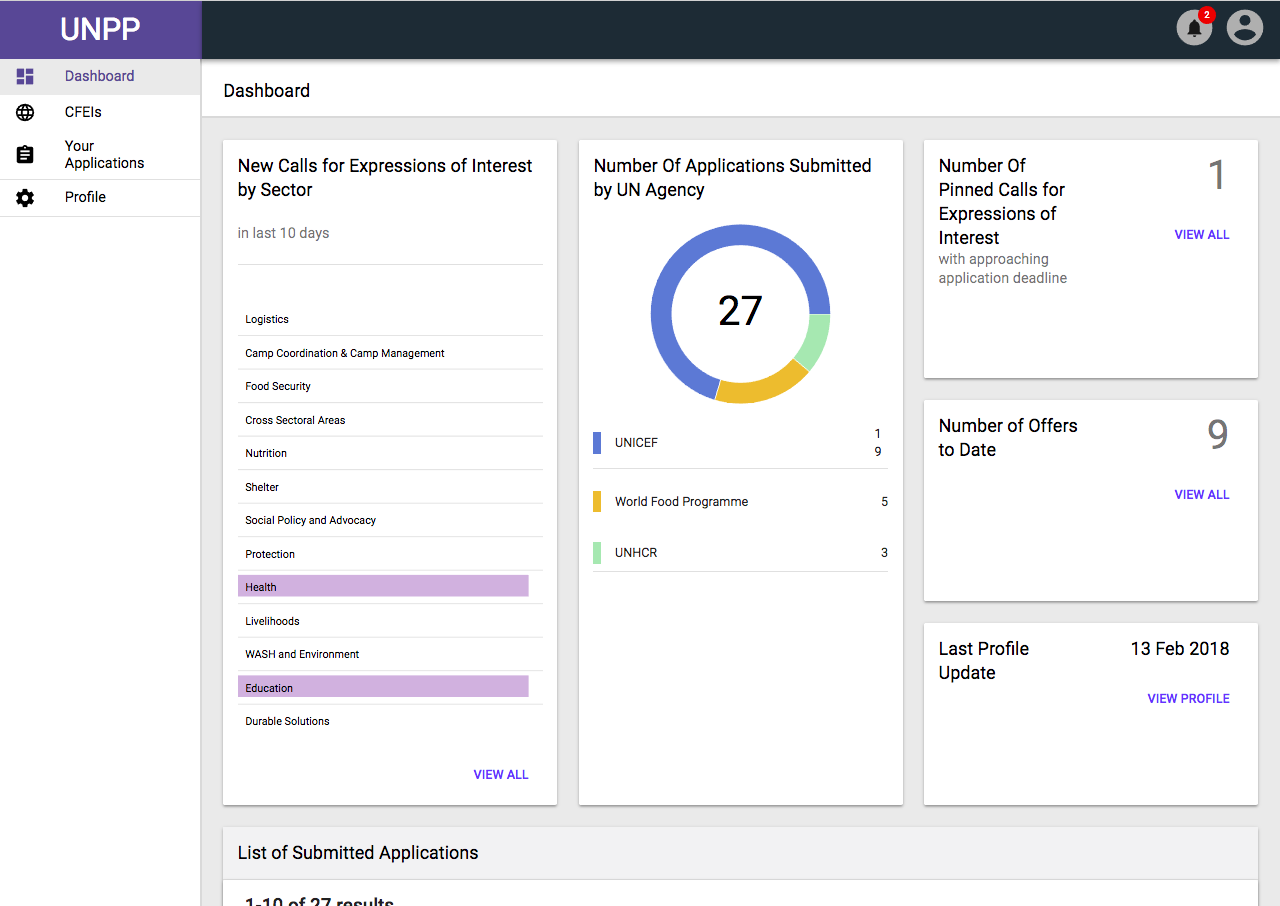 UNPP
2
Dashboard
CFEIs
Your
Applications
Profile
Dashboard
New Calls for Expressions of Interest
by Sector
in last 10 days
Logistics
Camp Coordination & Camp Management
Food Security
Cross Sectoral Areas
Nutrition
Shelter
Social Policy and Advocacy
Protection
Health
Livelihoods
WASH and Environment
Education
Durable Solutions
VIEW ALL
Number Of Applications Submitted
by UN Agency
27
UNICEF
1
9
World Food Programme 5
UNHCR 3
Number Of
Pinned Calls for
Expressions of
Interest
with approaching
application deadline
1
VIEW ALL
Number of Offers
to Date
9
VIEW ALL
Last Profile
Update
13 Feb 2018
VIEW PROFILE
List of Submitted Applications
1-10 of 27 results